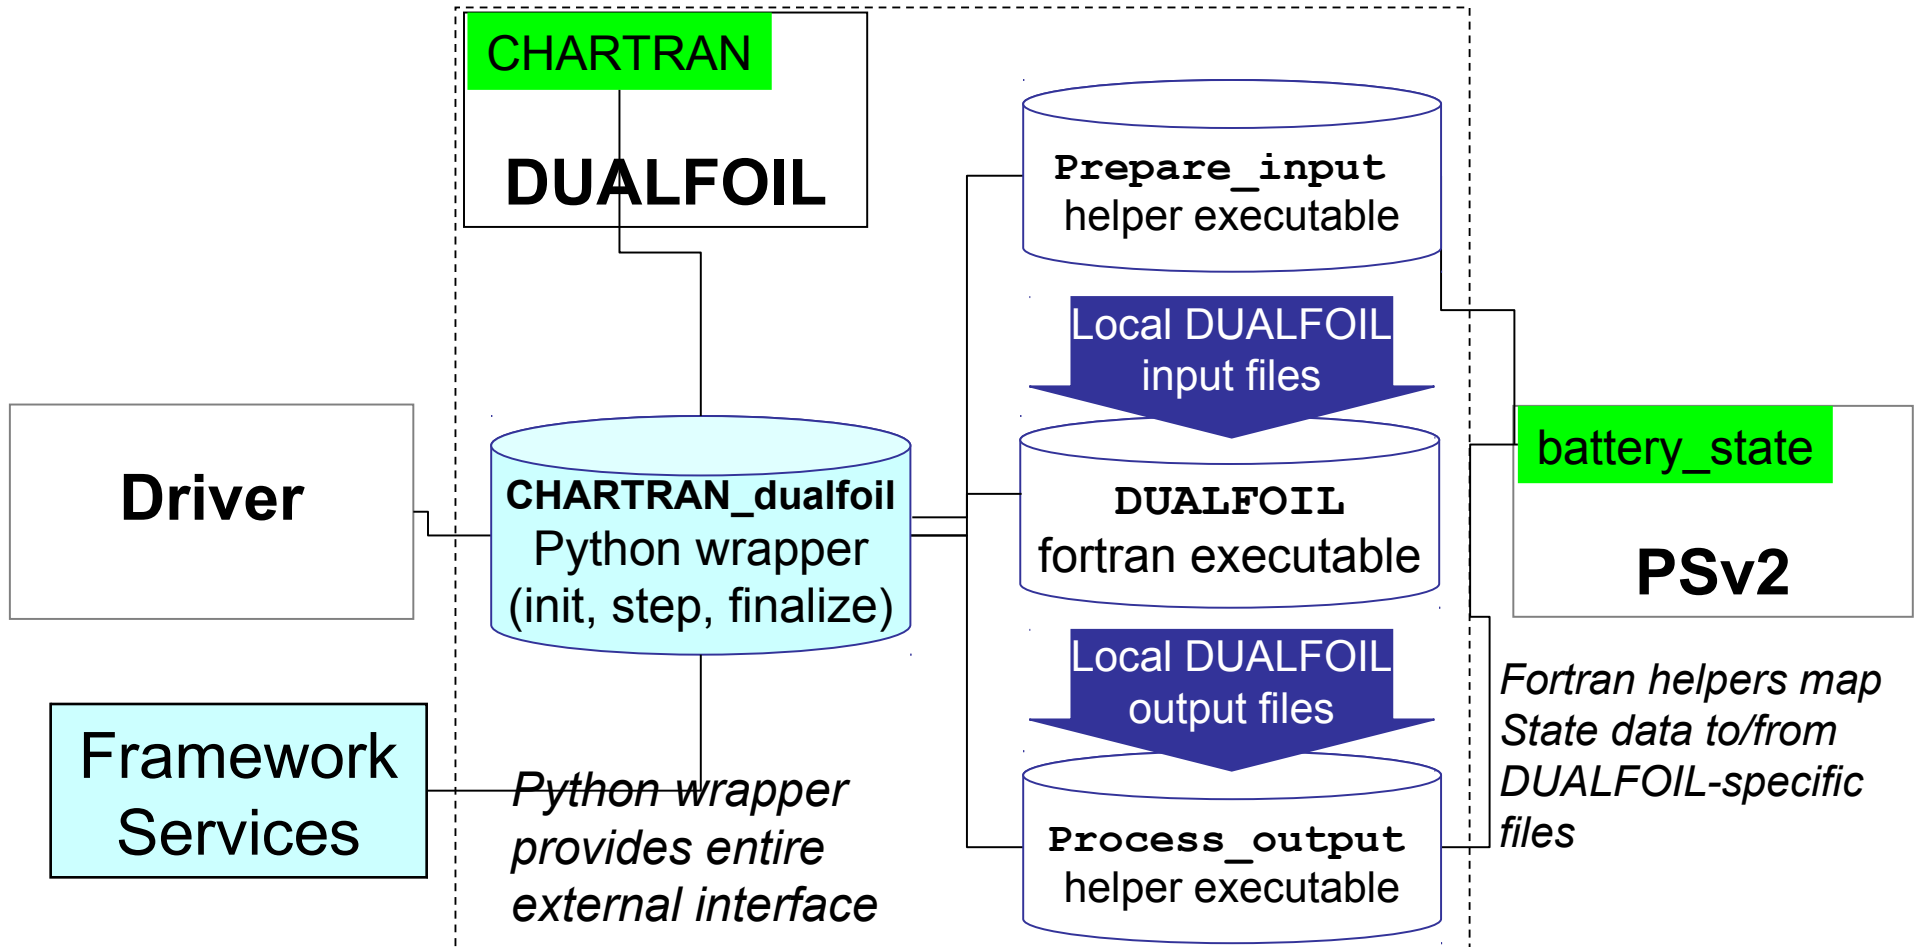 CHARTRAN
DUALFOIL
Prepare_input
helper executable
Local DUALFOIL
input files
Driver
CHARTRAN_dualfoil
Python wrapper
(init, step, finalize)
DUALFOIL
fortran executable
battery_state
PSv2
Local DUALFOIL
output files
Fortran helpers map
State data to/from
DUALFOIL-specific
files
Framework
Services
Python wrapper
provides entire
external interface
Process_output
helper executable